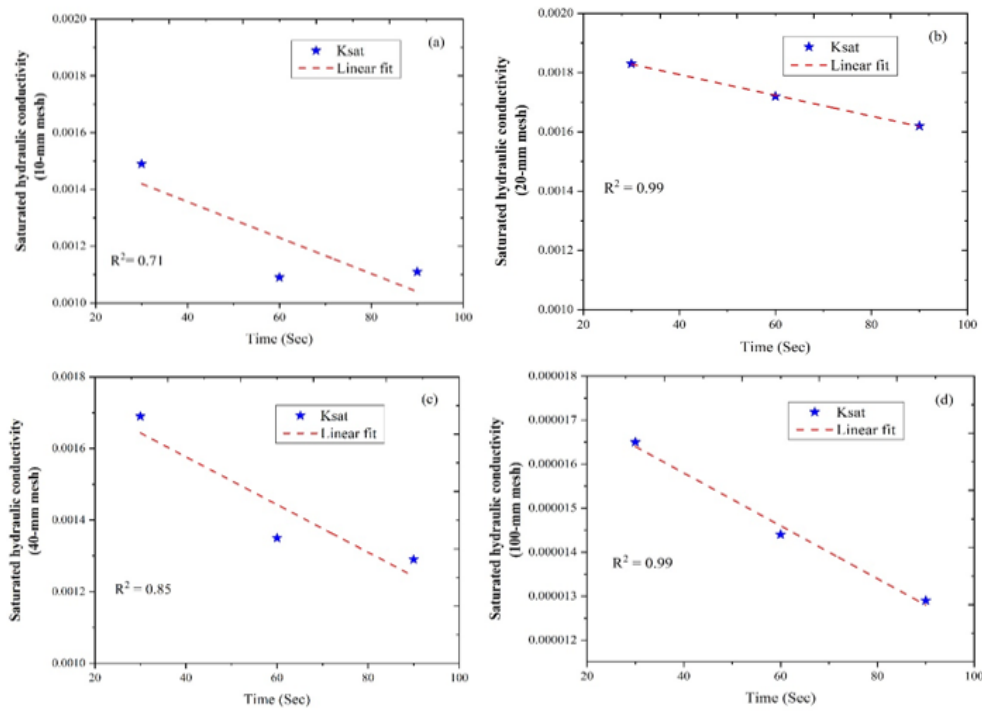 0.0020
0.0018
0.0016
0.0014
0.0012
0.0010
20
40
60
80
100
Time (Sec)
Saturated hydraulic conductivity
(10-mm mesh)
Ksat
Linear fit
(a)
R² = 0.71
0.0020
0.0018
0.0016
0.0014
0.0012
0.0010
20
40
60
80
100
Time (Sec)
Saturated hydraulic conductivity
(20-mm mesh)
Ksat
Linear fit
(b)
R² = 0.99
0.0018
0.0016
0.0014
0.0012
0.0010
20
40
60
80
100
Time (Sec)
Saturated hydraulic conductivity
(40-mm mesh)
Ksat
Linear fit
(c)
R² = 0.85
0.000018
0.000017
0.000016
0.000015
0.000014
0.000013
0.000012
20
40
60
80
100
Time (Sec)
Saturated hydraulic conductivity
(100-mm mesh)
Ksat
Linear fit
(d)
R² = 0.99